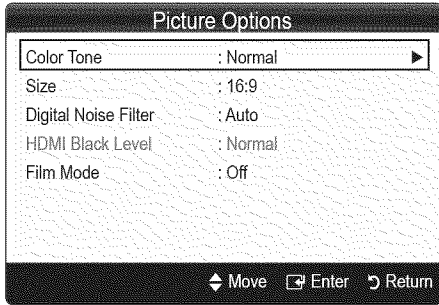 Picture Options
Color Tone : Normal ▶
Size : 16:9
Digital Noise Filter : Auto
HDMI Black Level : Normal
Film Mode : Off
Move Enter Return